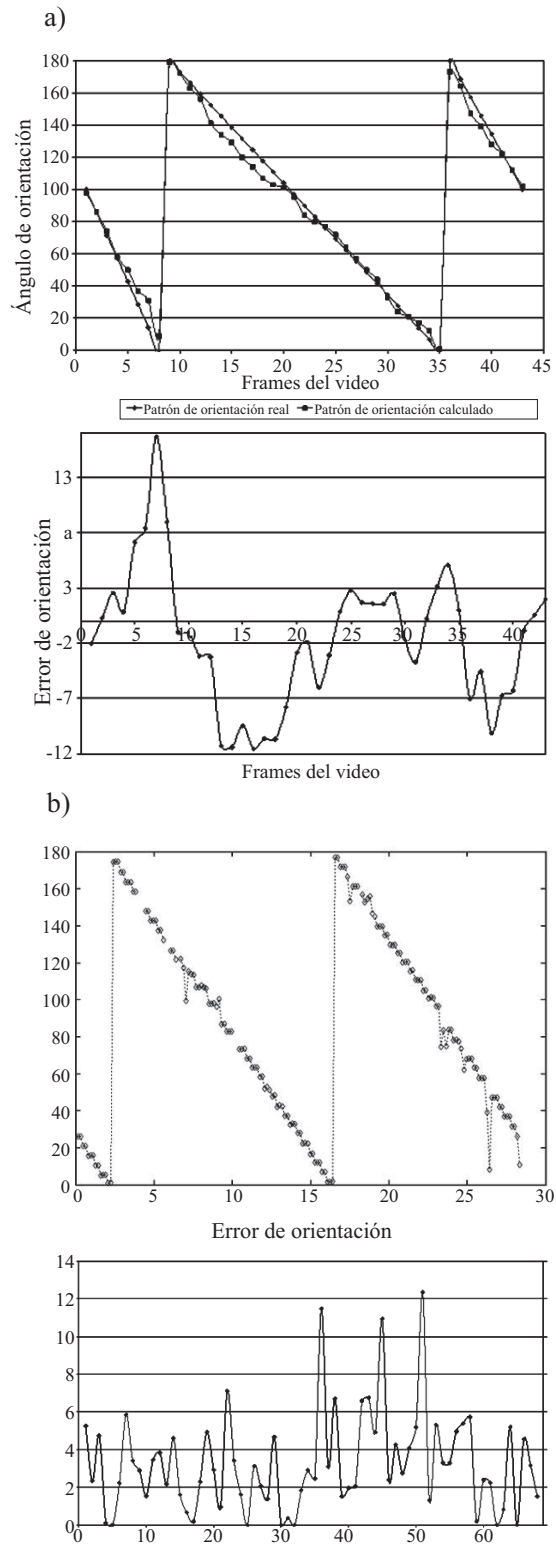 a)
180
160
140
120
100
80
60
40
20
0
Ángulo de orientación
0 5 10 15 20 25 30 35 40 45
Frames del video
Patrón de orientación real Patrón de orientación calculado
13
a
3
-2
-7
-12
Error de orientación
0 5 10 15 20 25 30 35 40
Frames del video
b)
180
160
140
120
100
80
60
40
20
0
0 5 10 15 20 25 30
Error de orientación
14
12
10
8
6
4
2
0
0 10 20 30 40 50 60